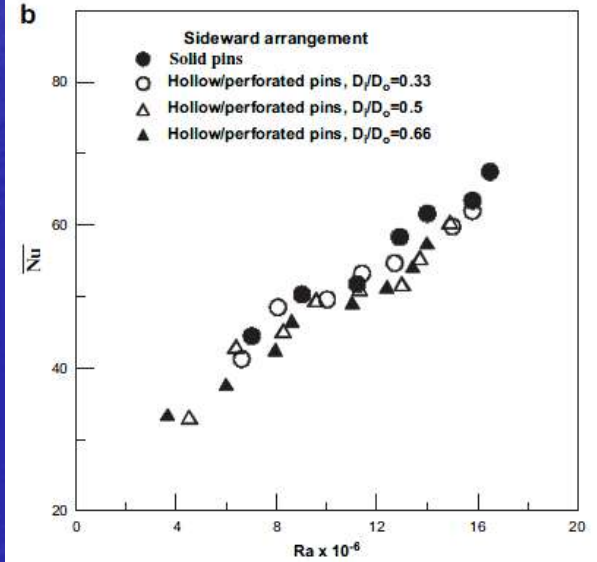 b
Sideward arrangement
Solid pins
Hollow/perforated pins, Dᵢ/Dₒ=0.33
Hollow/perforated pins, Dᵢ/Dₒ=0.5
Hollow/perforated pins, Dᵢ/Dₒ=0.66
80
60
Nu
40
20
0 4 8 12 16 20
Ra x 10⁻⁶